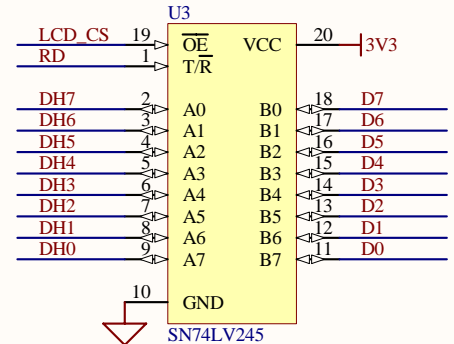 U3
LCD_CS 19 OE VCC 20 3V3
RD 1 T/R
DH7 2 A0 B0 18 D7
DH6 3 A1 B1 17 D6
DH5 4 A2 B2 16 D5
DH4 5 A3 B3 15 D4
DH3 6 A4 B4 14 D3
DH2 7 A5 B5 13 D2
DH1 8 A6 B6 12 D1
DH0 9 A7 B7 11 D0
10 GND
SN74LV245